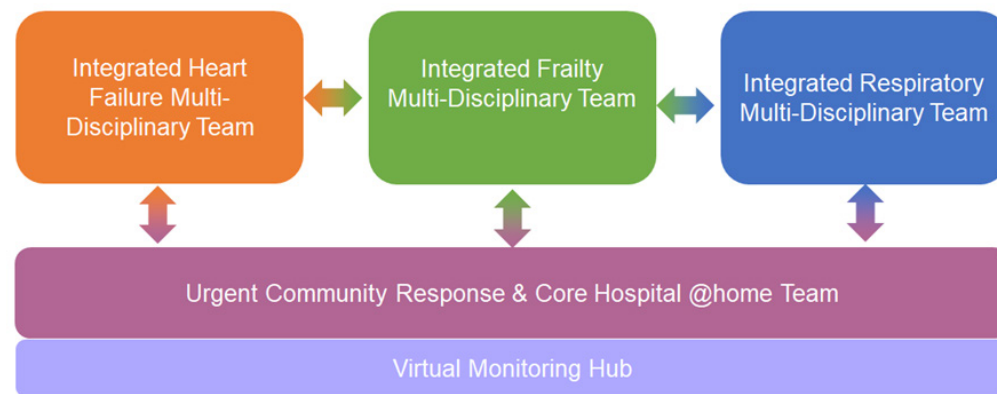 Integrated Heart
Failure Multi-
Disciplinary Team
Integrated Frailty
Multi-Disciplinary Team
Integrated Respiratory
Multi-Disciplinary Team
Urgent Community Response & Core Hospital @home Team
Virtual Monitoring Hub